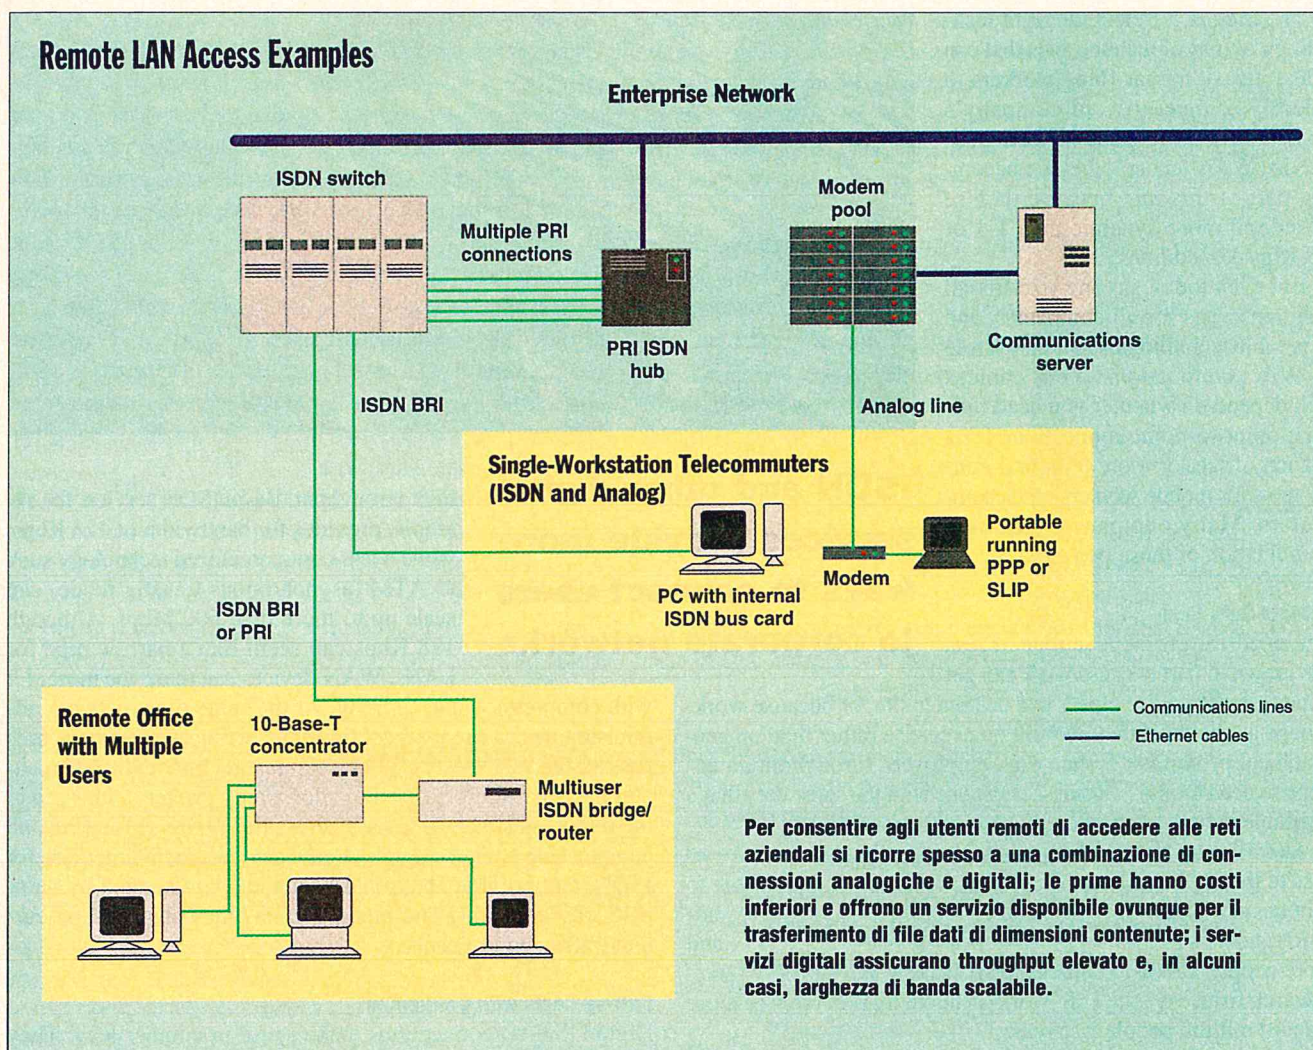 Remote LAN Access Examples
Enterprise Network
ISDN switch
Multiple PRI
connections
Modem
pool
PRI ISDN
hub
Communications
server
ISDN BRI
Analog line
Single-Workstation Telecommuters
(ISDN and Analog)
PC with internal
ISDN bus card
Modem
Portable
running
PPP or
SLIP
ISDN BRI
or PRI
Remote Office
with Multiple
Users
10-Base-T
concentrator
Multiuser
ISDN bridge/
router
Communications lines
Ethernet cables
Per consentire agli utenti remoti di accedere alle reti
aziendali si ricorre spesso a una combinazione di con-
nessioni analogiche e digitali; le prime hanno costi
inferiori e offrono un servizio disponibile ovunque per il
trasferimento di file dati di dimensioni contenute; i ser-
vizi digitali assicurano throughput elevato e, in alcuni
casi, larghezza di banda scalabile.